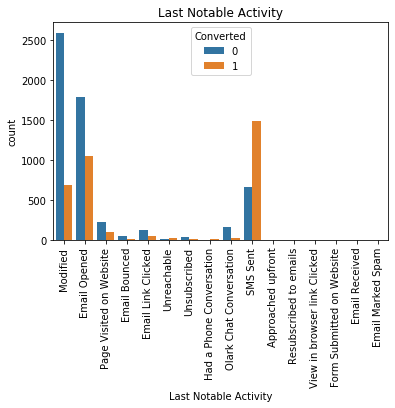 Last Notable Activity
Converted
0
1
count
2500
2000
1500
1000
500
0
Modified
Email Opened
Page Visited on Website
Email Bounced
Email Link Clicked
Unreachable
Unsubscribed
Had a Phone Conversation
Olark Chat Conversation
SMS Sent
Approached upfront
Resubscribed to emails
View in browser link Clicked
Form Submitted on Website
Email Received
Email Marked Spam
Last Notable Activity